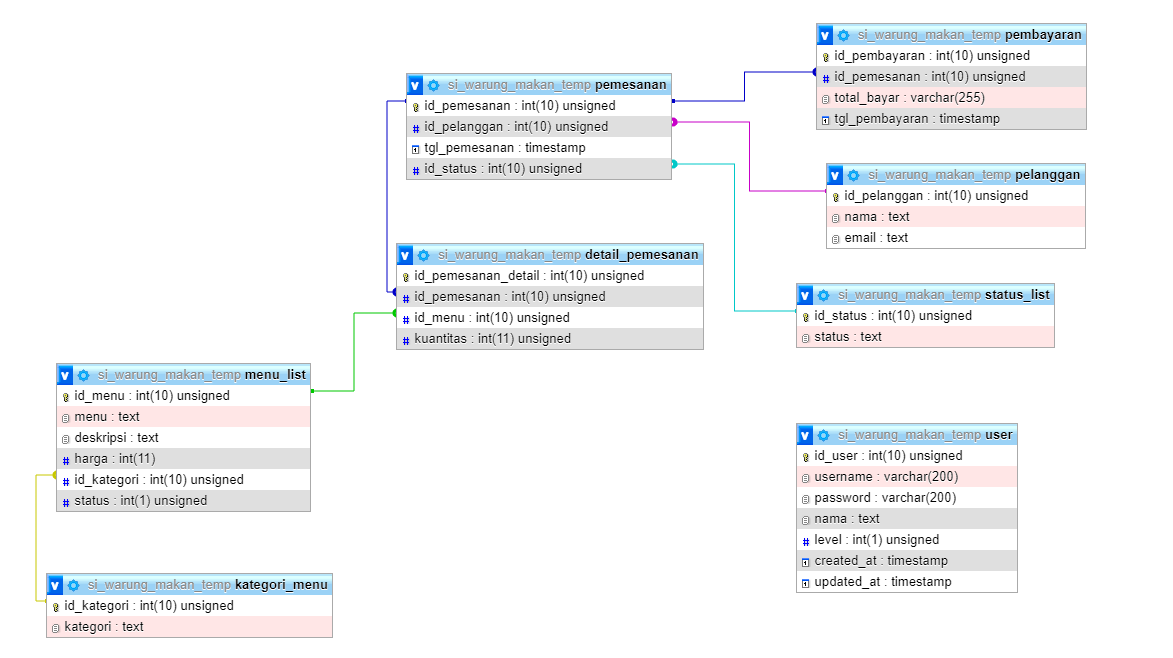 si_warung_makan_temp pembayaran
id_pembayaran : int(10) unsigned
id_pemesanan : int(10) unsigned
total_bayar : varchar(255)
tgl_pembayaran : timestamp
si_warung_makan_temp pemesanan
id_pemesanan : int(10) unsigned
id_pelanggan : int(10) unsigned
tgl_pemesanan : timestamp
id_status : int(10) unsigned
si_warung_makan_temp pelanggan
id_pelanggan : int(10) unsigned
nama : text
email : text
si_warung_makan_temp detail_pemesanan
id_pemesanan_detail : int(10) unsigned
id_pemesanan : int(10) unsigned
id_menu : int(10) unsigned
kuantitas : int(11) unsigned
si_warung_makan_temp status_list
id_status : int(10) unsigned
status : text
si_warung_makan_temp menu_list
id_menu : int(10) unsigned
menu : text
deskripsi : text
harga : int(11)
id_kategori : int(10) unsigned
status : int(1) unsigned
si_warung_makan_temp user
id_user : int(10) unsigned
username : varchar(200)
password : varchar(200)
nama : text
level : int(1) unsigned
created_at : timestamp
updated_at : timestamp
si_warung_makan_temp kategori_menu
id_kategori : int(10) unsigned
kategori : text